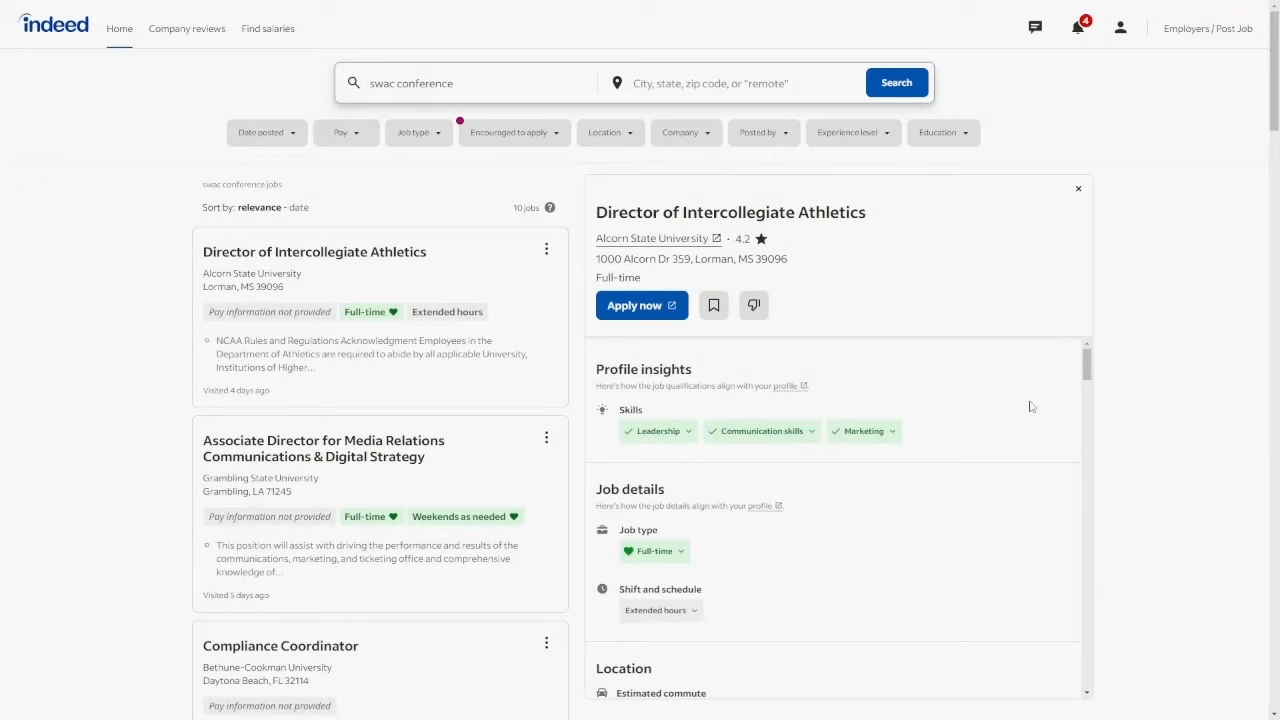 indeed
Home Company reviews Find salaries
4
Employers / Post Job
swac conference
City, state, zip code, or "remote"
Search
Date posted
Pay
Job type
Encouraged to apply
Location
Company
Posted by
Experience level
Education
swac conference jobs
Sort by: relevance - date
10 jobs ?
Director of Intercollegiate Athletics
Alcorn State University
Lorman, MS 39096
Pay information not provided Full-time Extended hours
NCAA Rules and Regulations Acknowledgment Employees in the
Department of Athletics are required to abide by all applicable University,
Institutions of Higher...
Visited 4 days ago
Associate Director for Media Relations
Communications & Digital Strategy
Grambling State University
Grambling, LA 71245
Pay information not provided Full-time Weekends as needed
This position will assist with driving the performance and results of the
communications, marketing, and ticketing office and comprehensive
knowledge of...
Visited 5 days ago
Compliance Coordinator
Bethune-Cookman University
Daytona Beach, FL 32114
Pay information not provided
Director of Intercollegiate Athletics
Alcorn State University · 4.2
1000 Alcorn Dr 359, Lorman, MS 39096
Full-time
Apply now
Profile insights
Here's how the job qualifications align with your profile.
Skills
Leadership Communication skills Marketing
Job details
Here's how the job details align with your profile.
Job type
Full-time
Shift and schedule
Extended hours
Location
Estimated commute